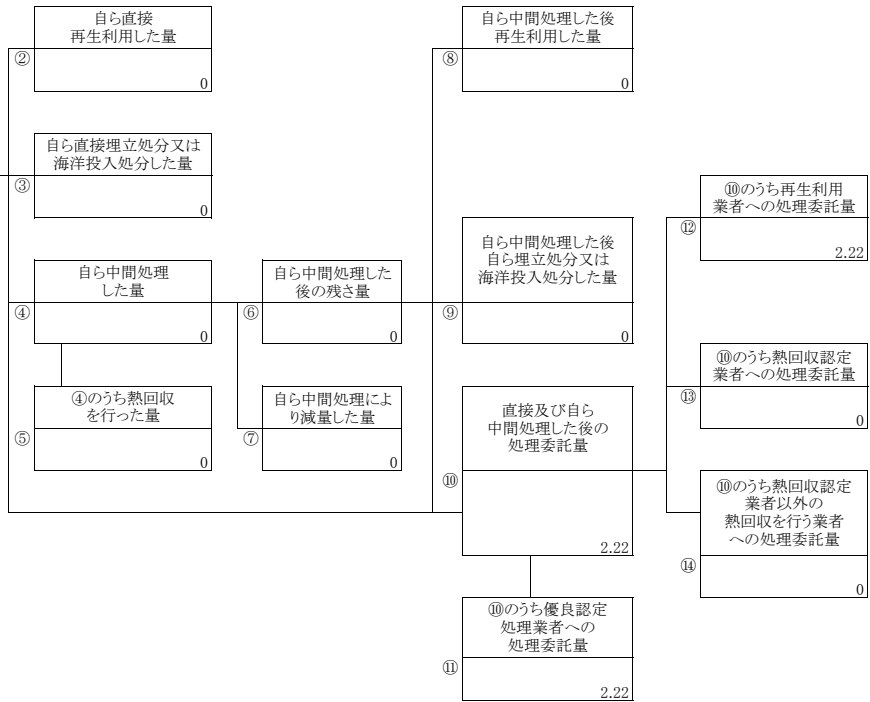 自ら直接
再生利用した量
②
0
自ら直接埋立処分又は
海洋投入処分した量
③
0
自ら中間処理
した量
④
0
④のうち熱回収
を行った量
⑤
0
自ら中間処理した
後の残さ量
⑥
0
自ら中間処理によ
り減量した量
⑦
0
自ら中間処理した後
再生利用した量
⑧
0
自ら中間処理した後
自ら埋立処分又は
海洋投入処分した量
⑨
0
直接及び自ら
中間処理した後の
処理委託量
⑩
2.22
⑩のうち優良認定
処理業者への
処理委託量
⑪
2.22
⑩のうち再生利用
業者への処理委託量
⑫
2.22
⑩のうち熱回収認定
業者への処理委託量
⑬
0
⑩のうち熱回収認定
業者以外の
熱回収を行う業者
への処理委託量
⑭
0